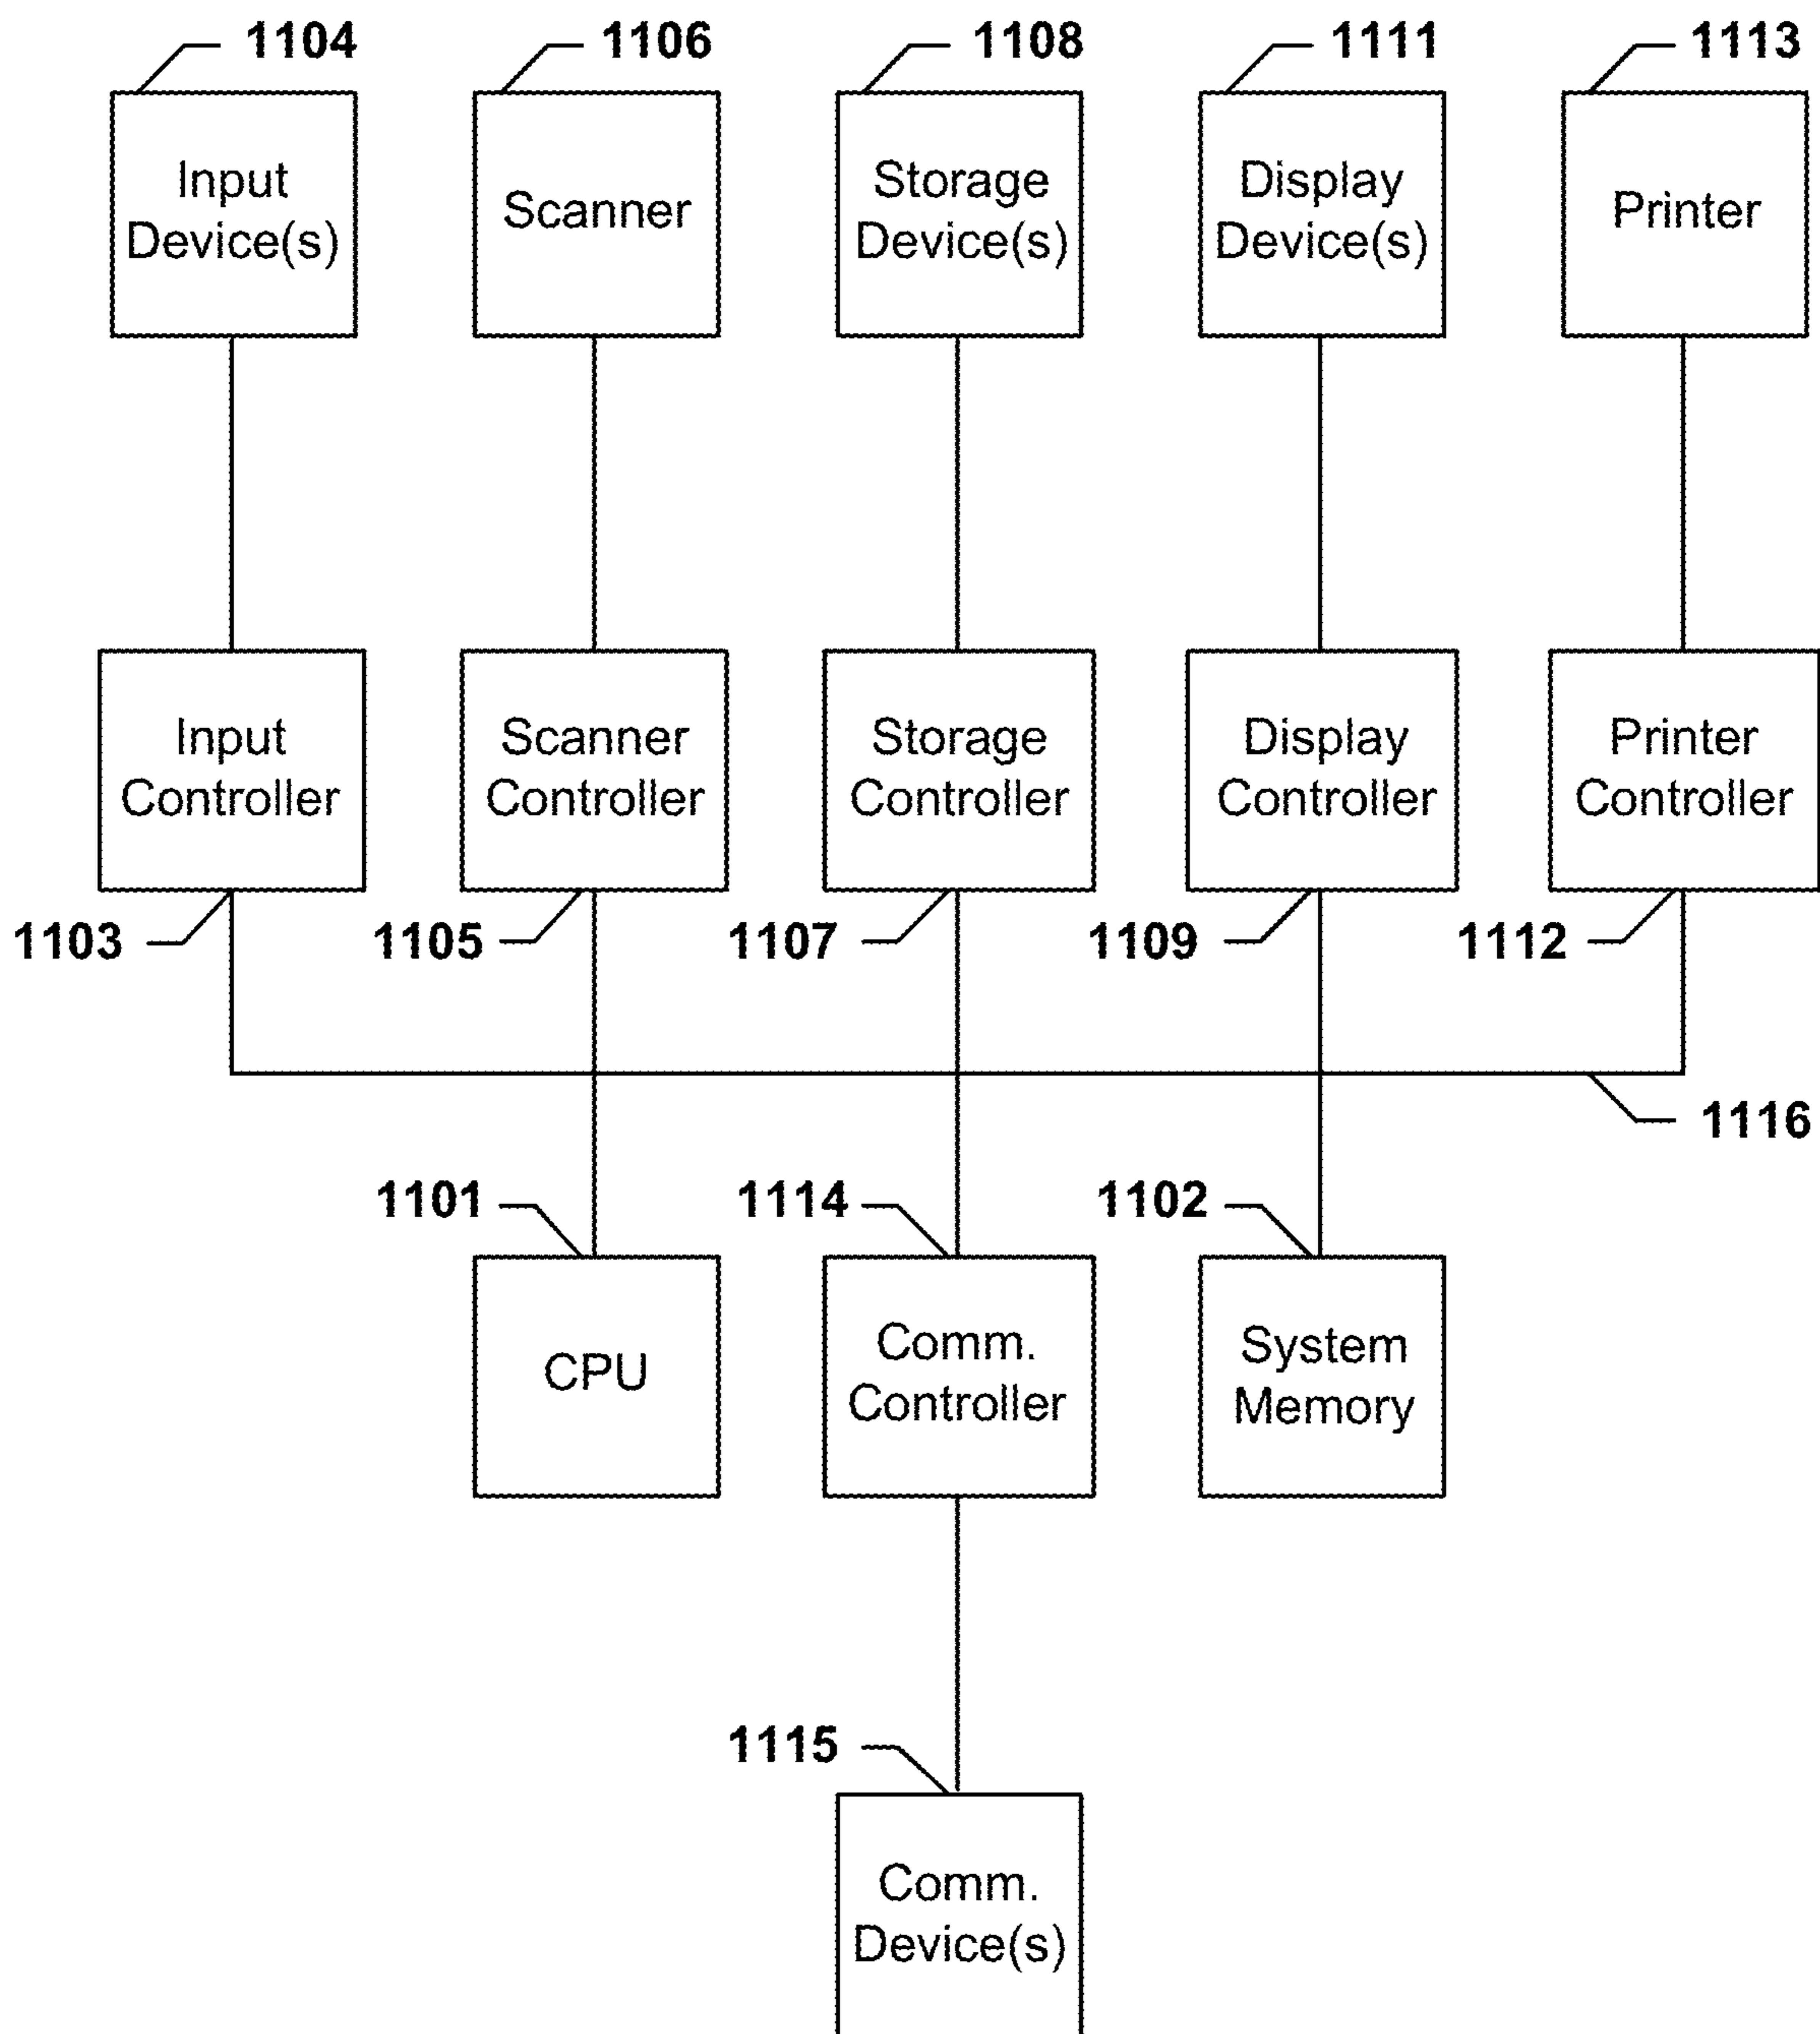 1104
1106
1108
1111
1113
Input
Device(s)
Scanner
Storage
Device(s)
Display
Device(s)
Printer
Input
Controller
Scanner
Controller
Storage
Controller
Display
Controller
Printer
Controller
1103
1105
1107
1109
1112
1116
1101
1114
1102
CPU
Comm.
Controller
System
Memory
1115
Comm.
Device(s)